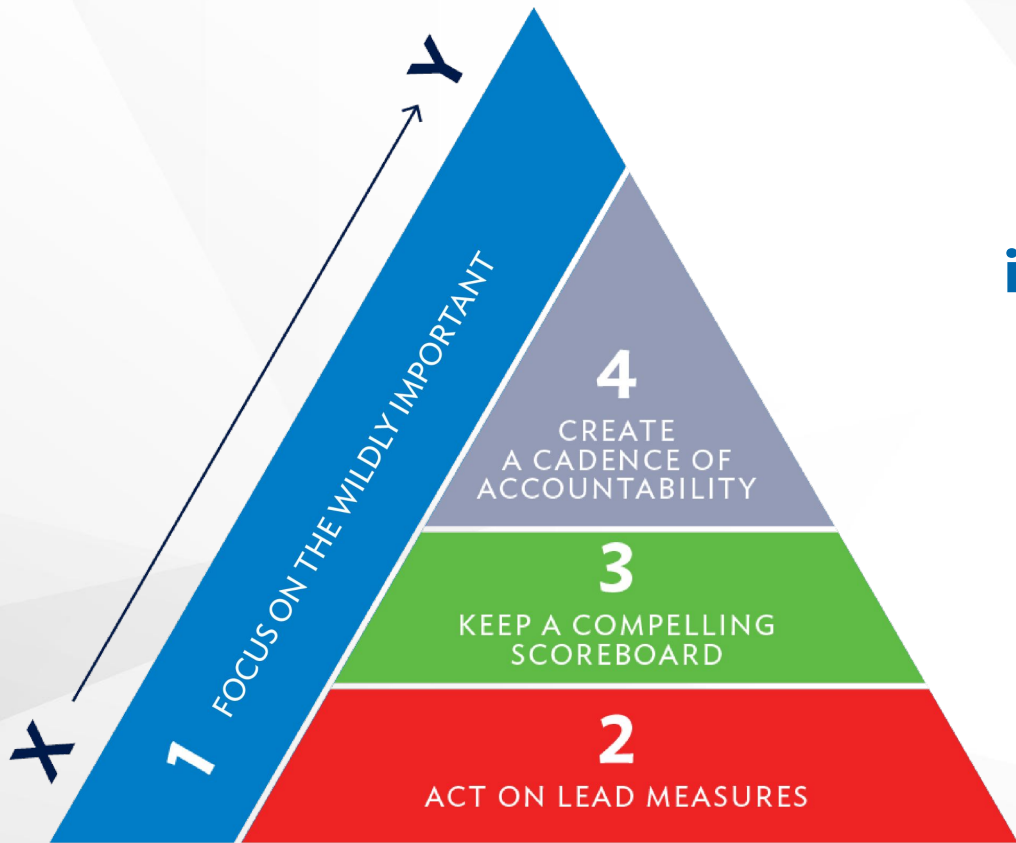 Y
X
1 FOCUS ON THE WILDLY IMPORTANT
4
CREATE
A CADENCE OF
ACCOUNTABILITY
3
KEEP A COMPELLING
SCOREBOARD
2
ACT ON LEAD MEASURES
i